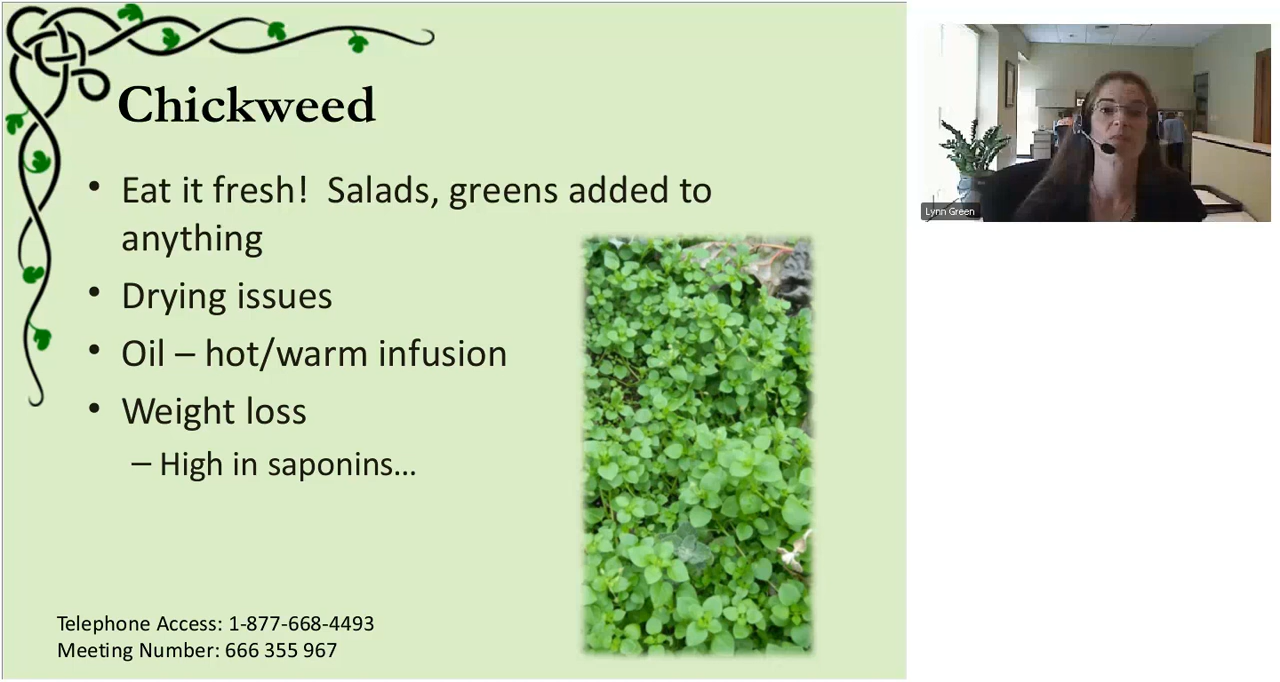 Chickweed
• Eat it fresh!  Salads, greens added to
anything
• Drying issues
• Oil – hot/warm infusion
• Weight loss
– High in saponins…
Telephone Access: 1-877-668-4493
Meeting Number: 666 355 967
Lynn Green